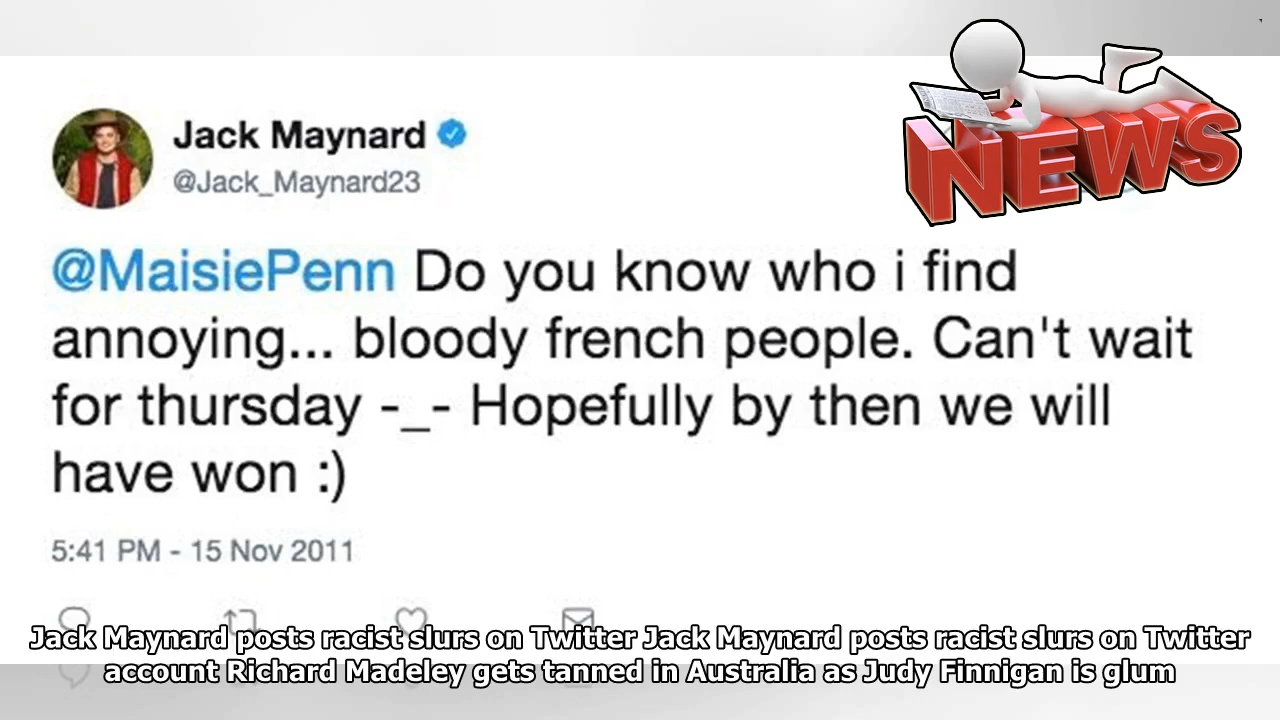 NEWS
Jack Maynard
@Jack_Maynard23
@MaisiePenn Do you know who i find
annoying... bloody french people. Can't wait
for thursday -_- Hopefully by then we will
have won :)
5:41 PM - 15 Nov 2011
Jack Maynard posts racist slurs on Twitter Jack Maynard posts racist slurs on Twitter
account Richard Madeley gets tanned in Australia as Judy Finnigan is glum